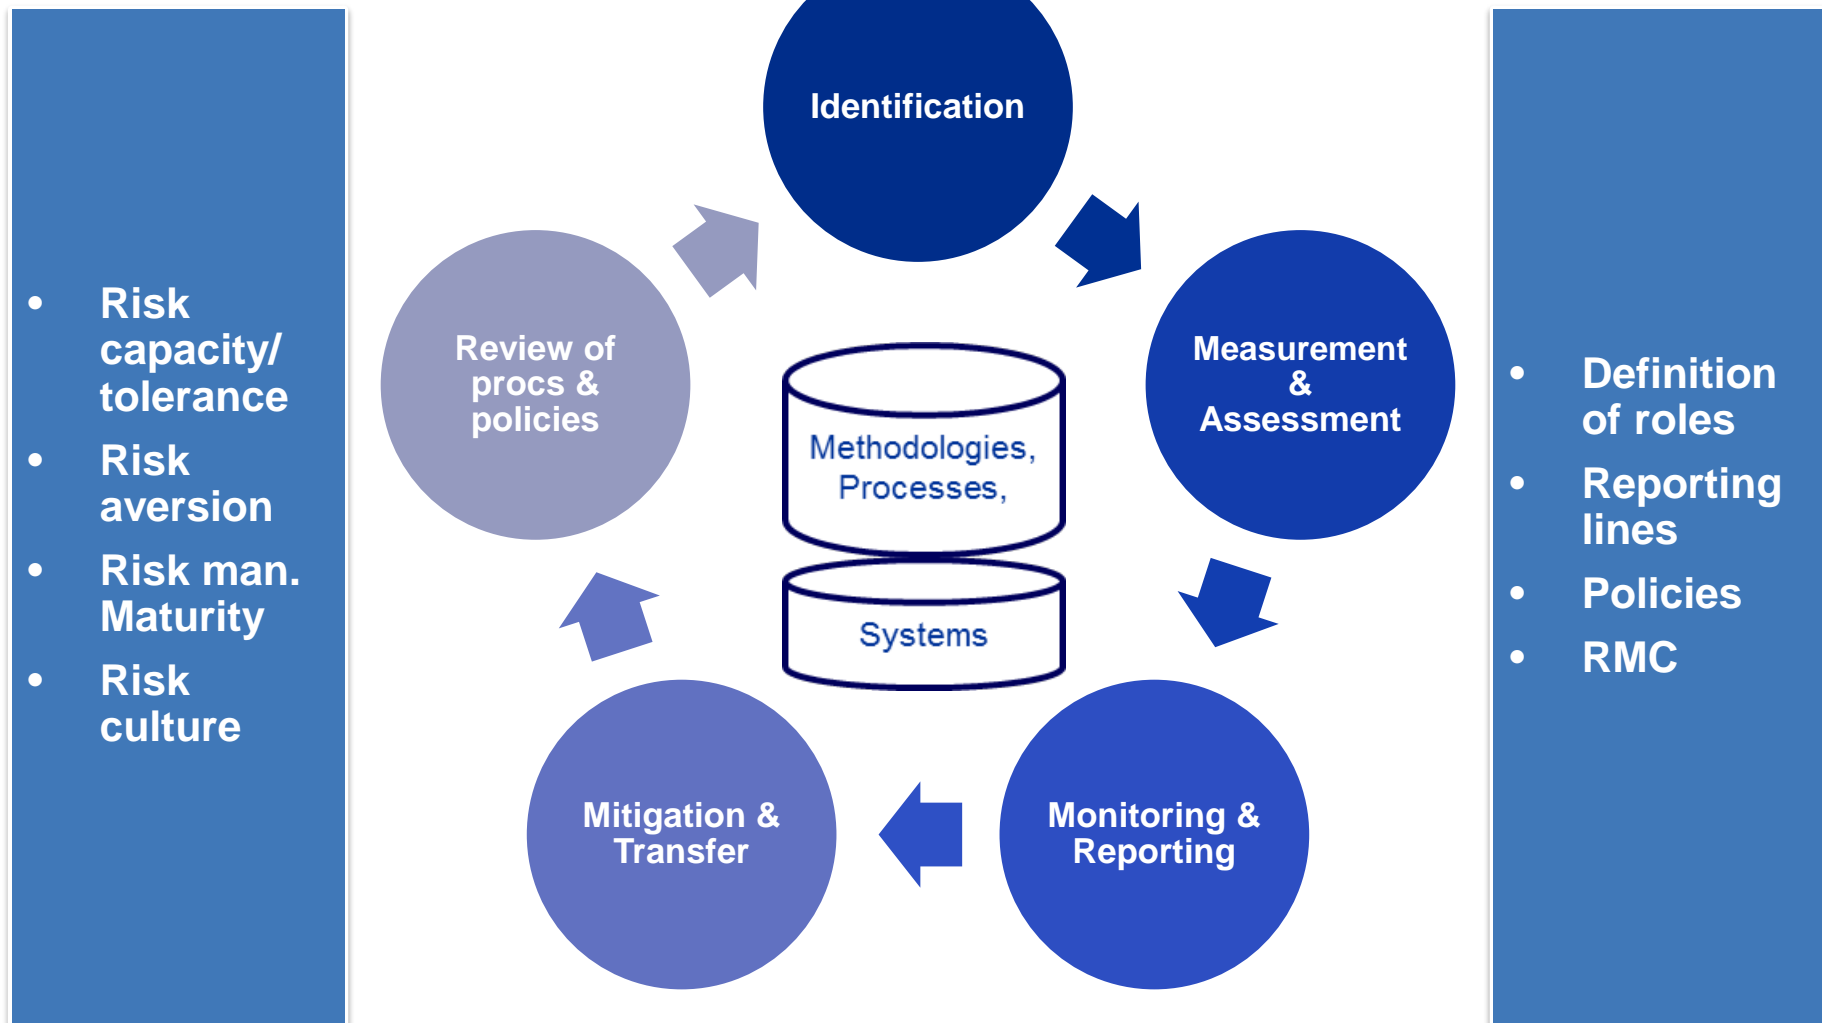 • Risk
capacity/
tolerance
• Risk
aversion
• Risk man.
Maturity
• Risk
culture
Identification
Measurement
&
Assessment
Monitoring &
Reporting
Mitigation &
Transfer
Review of
procs &
policies
Methodologies,
Processes,
Systems
• Definition
of roles
• Reporting
lines
• Policies
• RMC